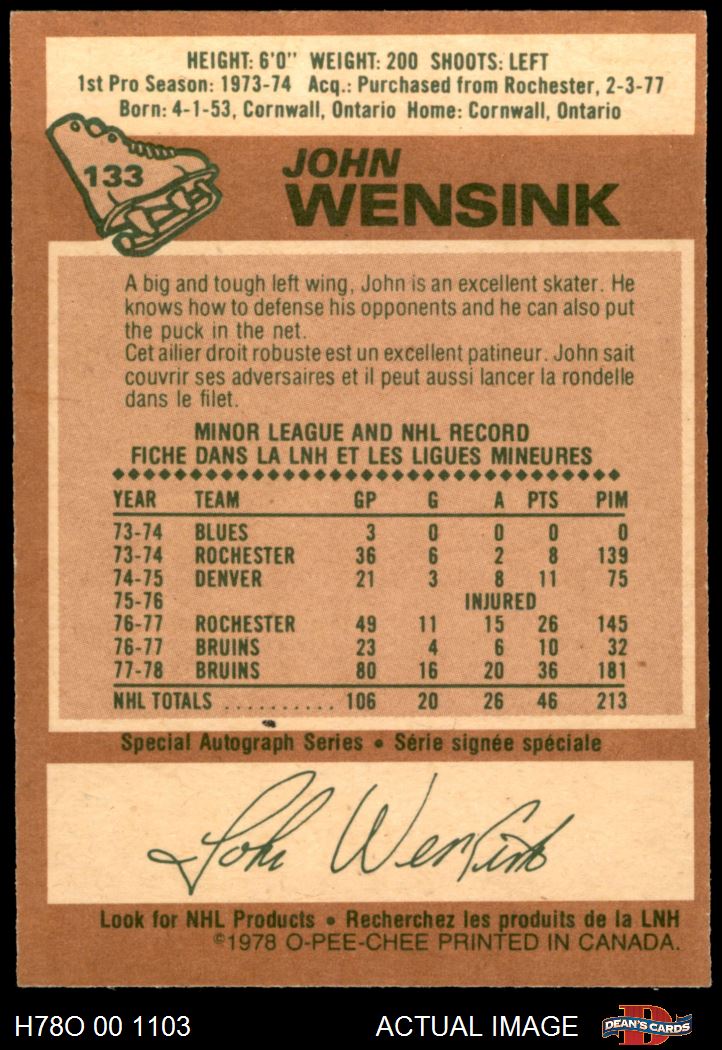 HEIGHT: 6'0" WEIGHT: 200 SHOOTS: LEFT
1st Pro Season: 1973-74 Acq.: Purchased from Rochester, 2-3-77
Born: 4-1-53, Cornwall, Ontario Home: Cornwall, Ontario
133
JOHN
WENSINK
A big and tough left wing, John is an excellent skater. He
knows how to defense his opponents and he can also put
the puck in the net.
Cet ailier droit robuste est un excellent patineur. John sait
couvrir ses adversaires et il peut aussi lancer la rondelle
dans le filet.
MINOR LEAGUE AND NHL RECORD
FICHE DANS LA LNH ET LES LIGUES MINEURES
YEAR TEAM GP G A PTS PIM
73-74 BLUES 3 0 0 0 0
73-74 ROCHESTER 36 6 2 8 139
74-75 DENVER 21 3 8 11 75
75-76 INJURED
76-77 ROCHESTER 49 11 15 26 145
76-77 BRUINS 23 4 6 10 32
77-78 BRUINS 80 16 20 36 181
NHL TOTALS .......... 106 20 26 46 213
Special Autograph Series • Série signée spéciale
John Wensink
Look for NHL Products • Recherchez les produits de la LNH
©1978 O-PEE-CHEE PRINTED IN CANADA.
H78O 00 1103 ACTUAL IMAGE D DEAN'S CARDS